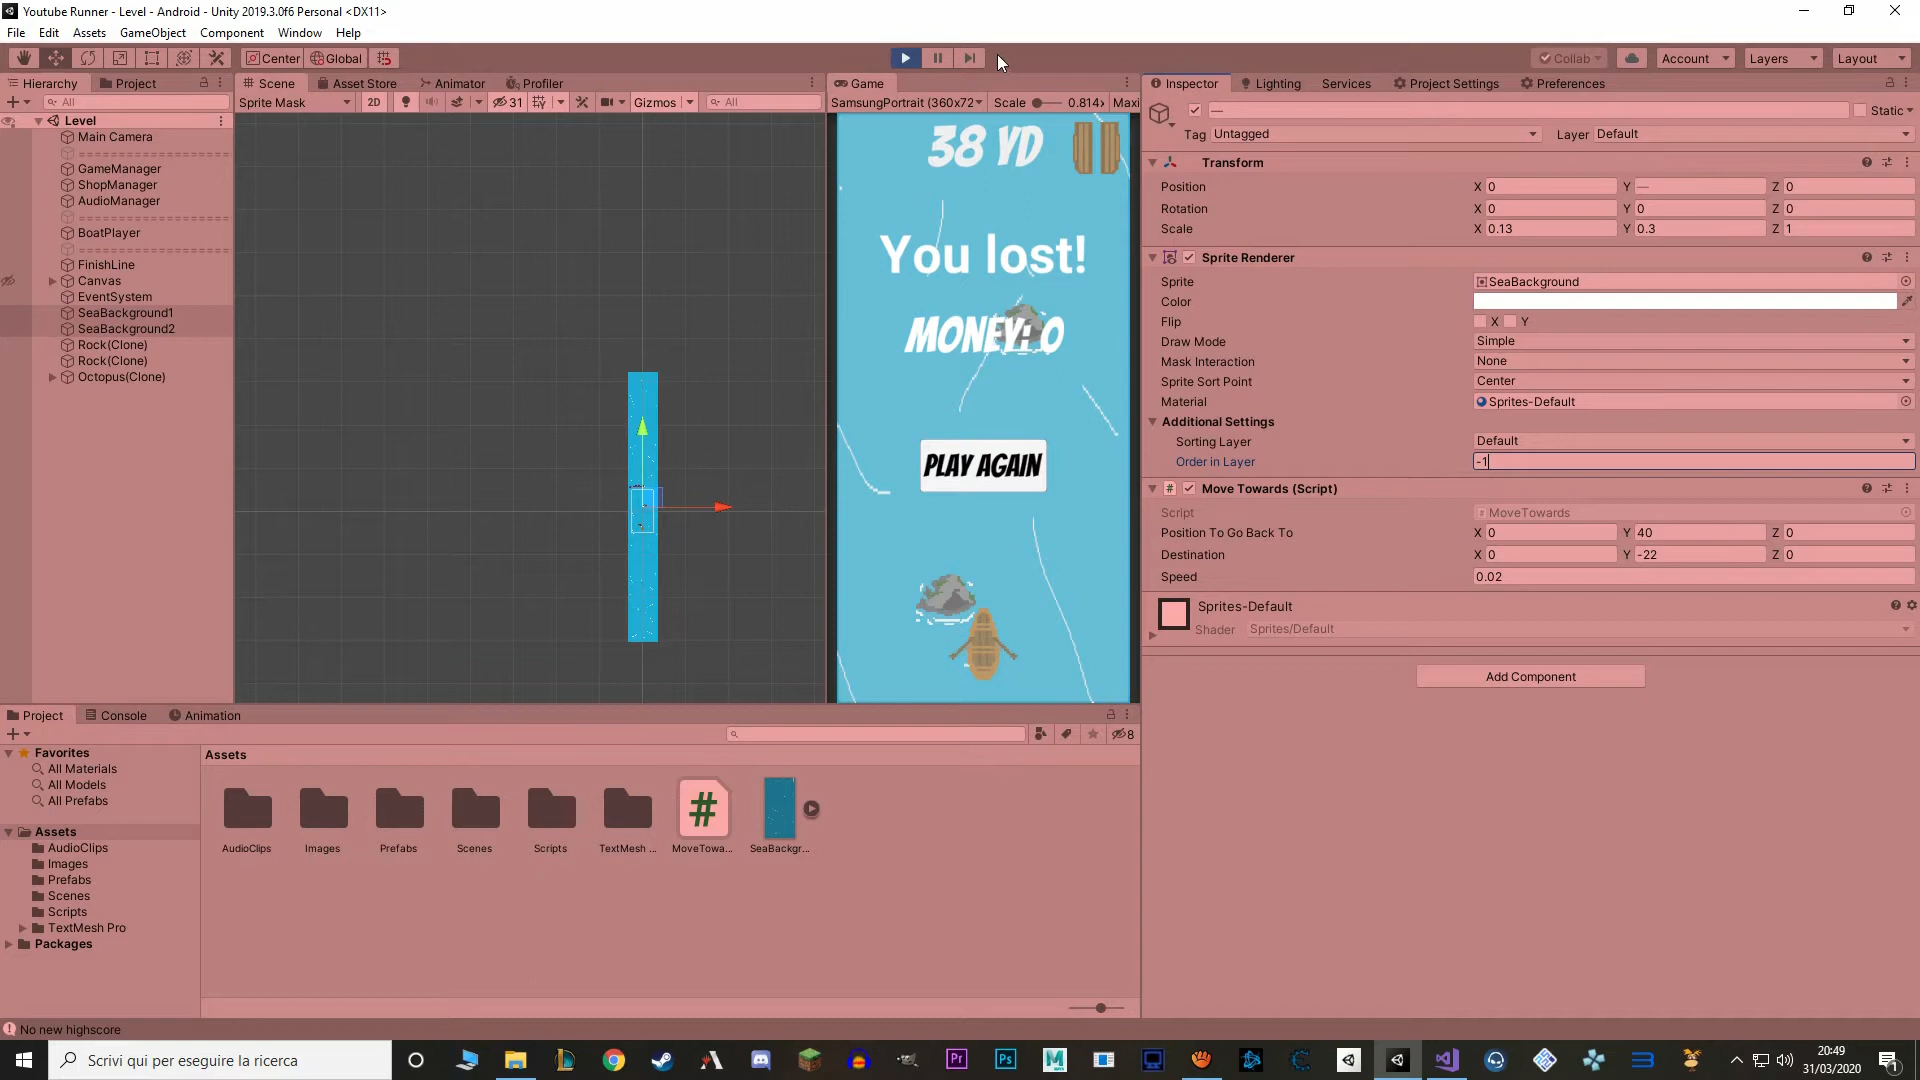 Youtube Runner - Level - Android - Unity 2019.3.0f6 Personal <DX11>
File Edit Assets GameObject Component Window Help
Center Global Collab Account Layers Layout
Hierarchy Project
All
Level
Main Camera
GameManager
ShopManager
AudioManager
BoatPlayer
FinishLine
Canvas
EventSystem
SeaBackground1
SeaBackground2
Rock(Clone)
Rock(Clone)
Octopus(Clone)
Scene Asset Store Animator Profiler
Sprite Mask 2D 31 Gizmos All
Game
SamsungPortrait (360x72 Scale 0.814x Maxi
38 YD
You lost!
MONEY: 0
PLAY AGAIN
Inspector Lighting Services Project Settings Preferences
— Static
Tag Untagged Layer Default
Transform
Position X 0 Y — Z 0
Rotation X 0 Y 0 Z 0
Scale X 0.13 Y 0.3 Z 1
Sprite Renderer
Sprite SeaBackground
Color
Flip X Y
Draw Mode Simple
Mask Interaction None
Sprite Sort Point Center
Material Sprites-Default
Additional Settings
Sorting Layer Default
Order in Layer -1
Move Towards (Script)
Script MoveTowards
Position To Go Back To X 0 Y 40 Z 0
Destination X 0 Y -22 Z 0
Speed 0.02
Sprites-Default
Shader Sprites/Default
Add Component
Project Console Animation
8
Favorites
All Materials
All Models
All Prefabs
Assets
AudioClips
Images
Prefabs
Scenes
Scripts
TextMesh Pro
Packages
Assets
AudioClips Images Prefabs Scenes Scripts TextMesh ... MoveTowa... SeaBackgr...
No new highscore
Scrivi qui per eseguire la ricerca
Pr Ps M
20:49
31/03/2020
1